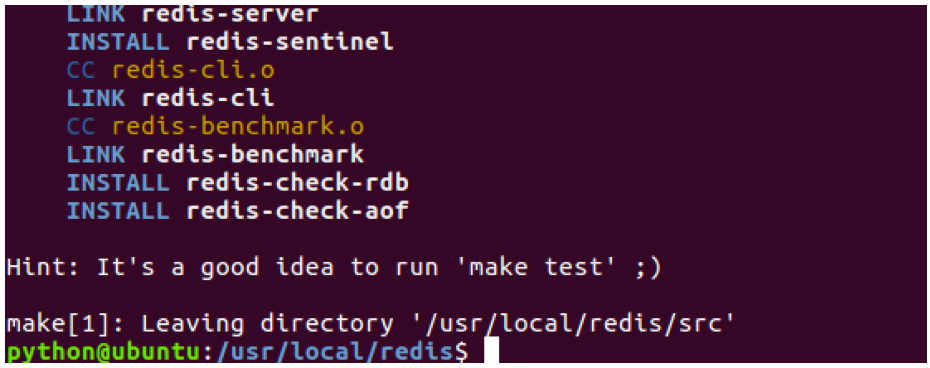 LINK redis-server
INSTALL redis-sentinel
CC redis-cli.o
LINK redis-cli
CC redis-benchmark.o
LINK redis-benchmark
INSTALL redis-check-rdb
INSTALL redis-check-aof
Hint: It's a good idea to run 'make test' ;)
make[1]: Leaving directory '/usr/local/redis/src'
python@ubuntu:/usr/local/redis$